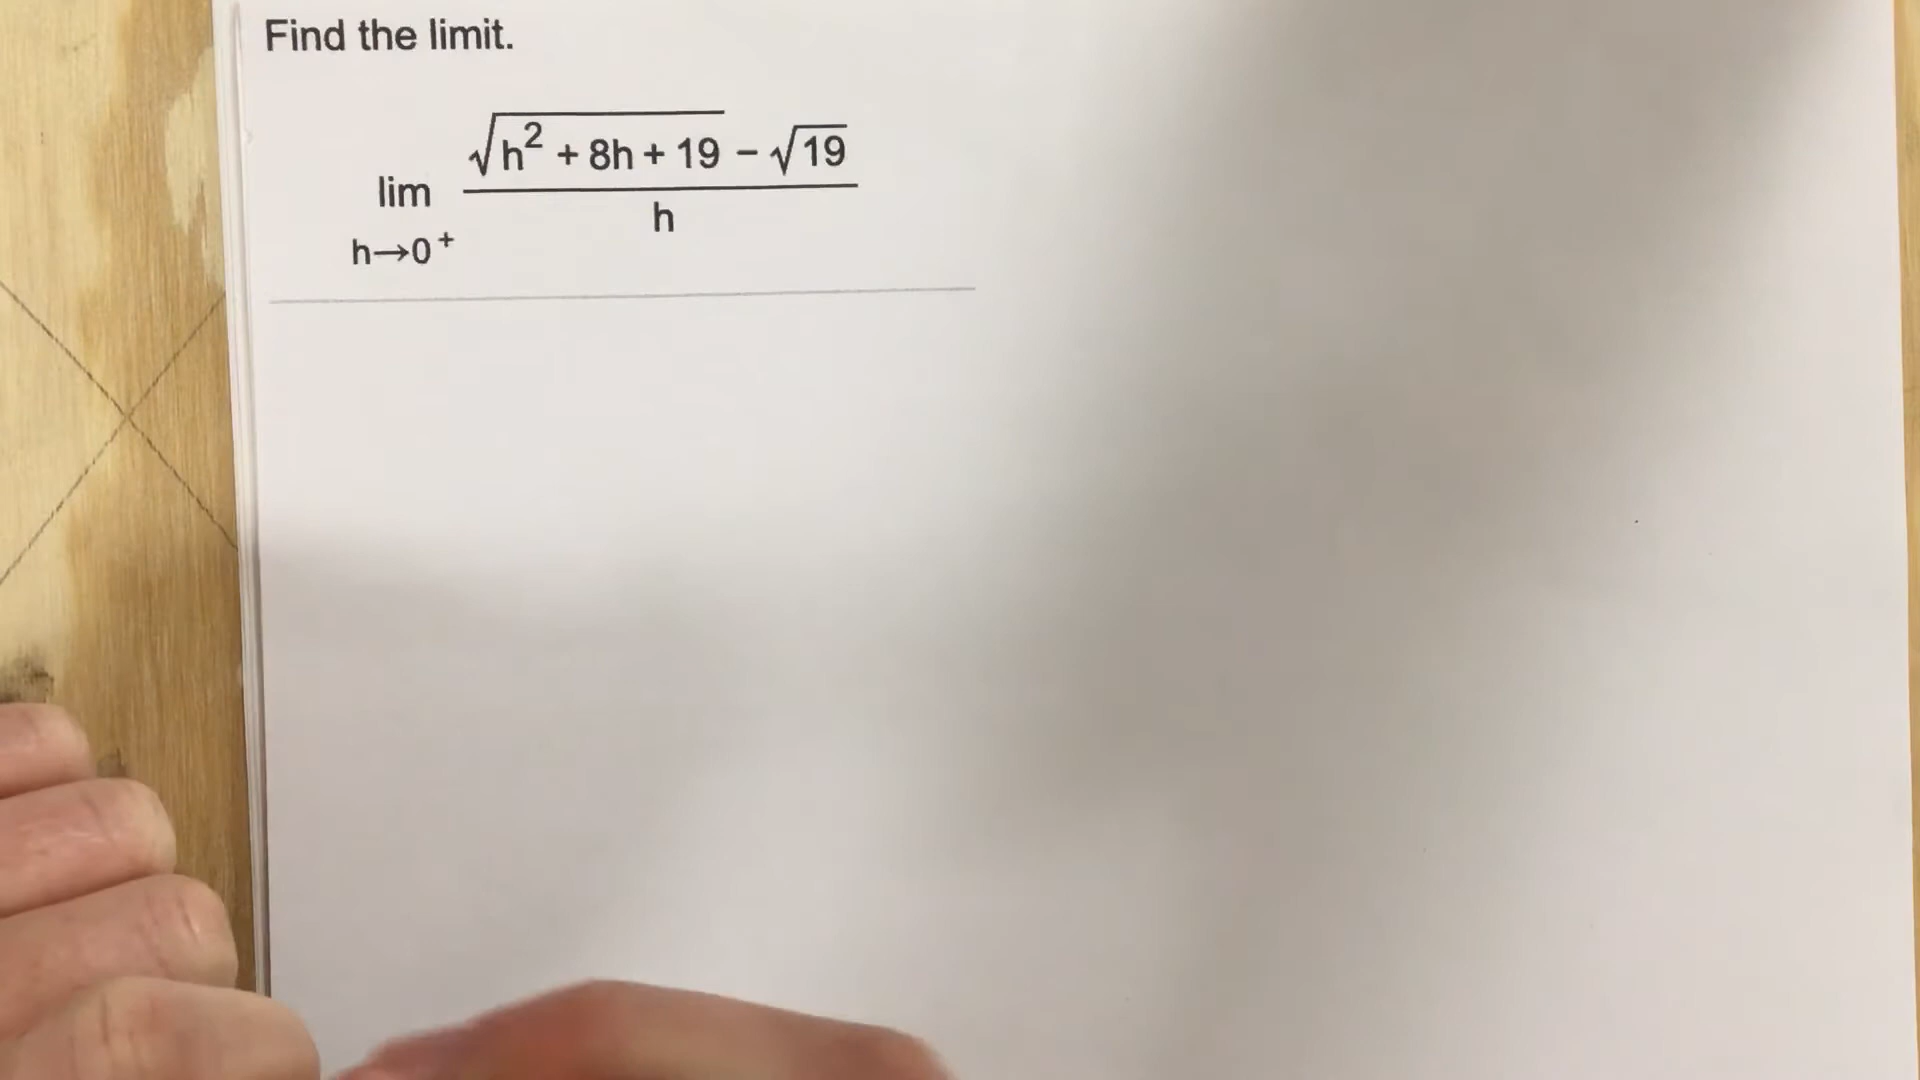 Find the limit.
lim h→0⁺ (√(h² + 8h + 19) − √19) / h